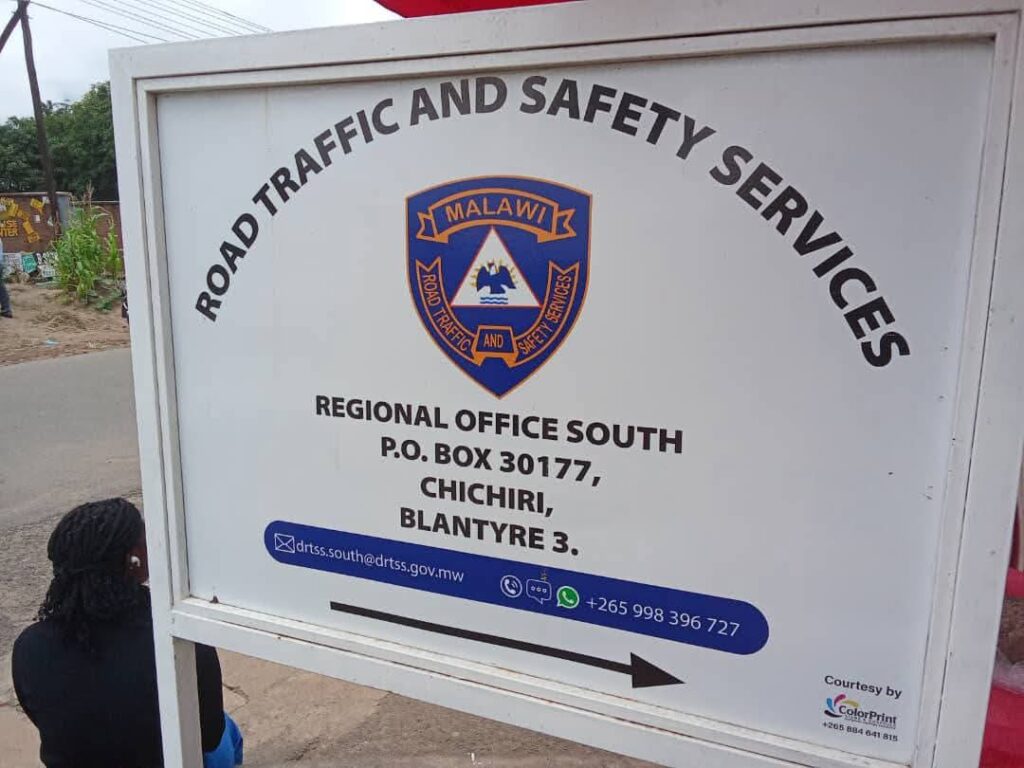 ROAD TRAFFIC AND SAFETY SERVICES
MALAWI
ROAD TRAFFIC AND SAFETY SERVICES
REGIONAL OFFICE SOUTH
P.O. BOX 30177,
CHICHIRI,
BLANTYRE 3.
drtss.south@drtss.gov.mw +265 998 396 727
Courtesy by
ColorPrint
+265 884 641 815